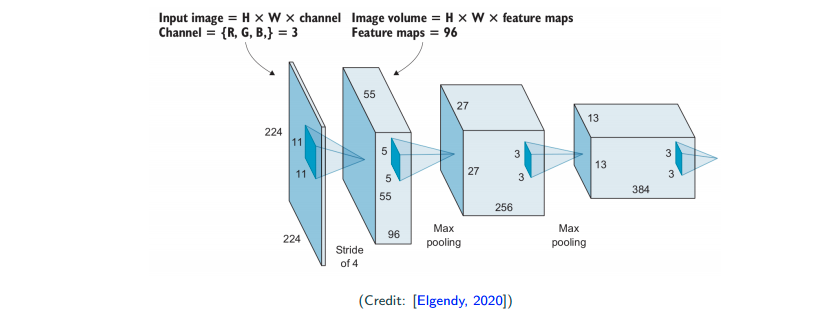 Input image = H × W × channel
Channel = {R, G, B,} = 3
Image volume = H × W × feature maps
Feature maps = 96
224
11
11
224
Stride
of 4
55
5
5
55
96
27
27
3
3
256
Max
pooling
13
13
3
3
384
Max
pooling
(Credit: [Elgendy, 2020])